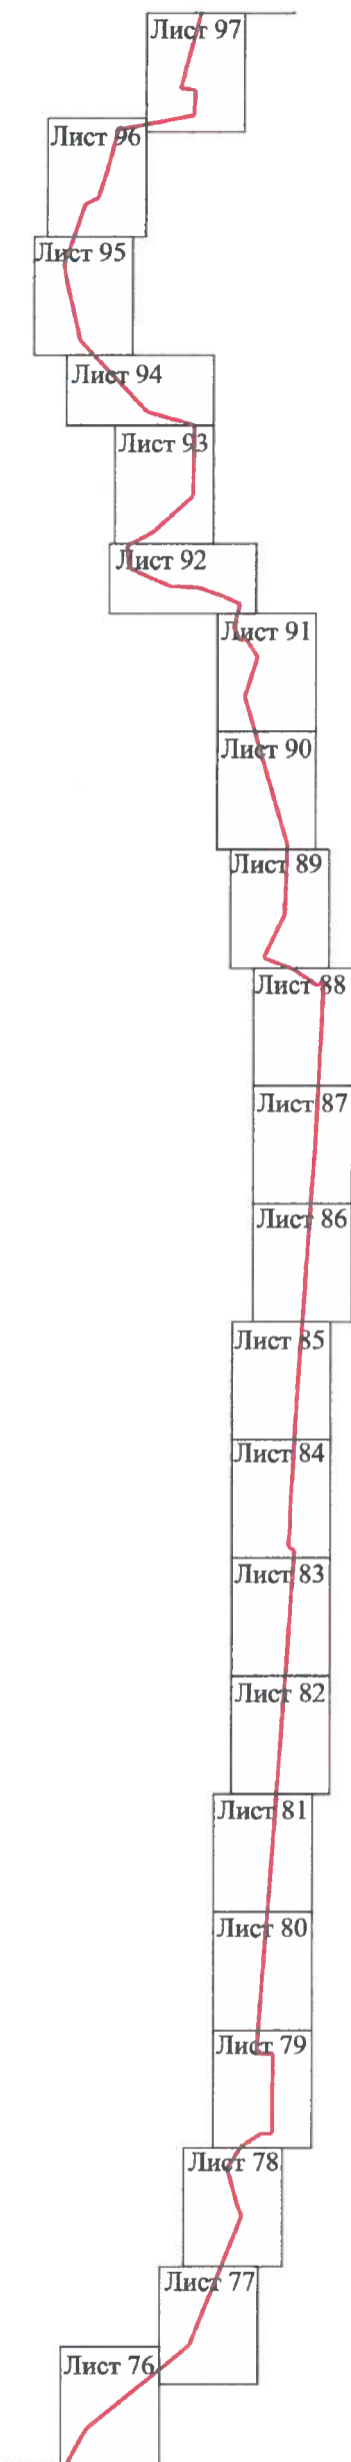 Лист 97
Лист 96
Лист 95
Лист 94
Лист 93
Лист 92
Лист 91
Лист 90
Лист 89
Лист 88
Лист 87
Лист 86
Лист 85
Лист 84
Лист 83
Лист 82
Лист 81
Лист 80
Лист 79
Лист 78
Лист 77
Лист 76